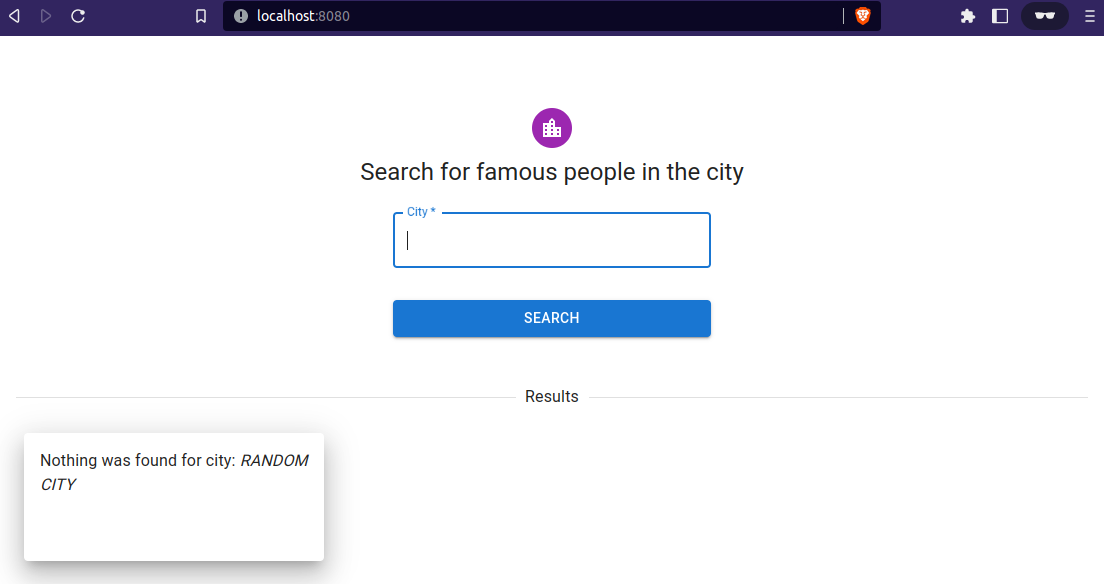 localhost:8080
Search for famous people in the city
City *
SEARCH
Results
Nothing was found for city: RANDOM
CITY